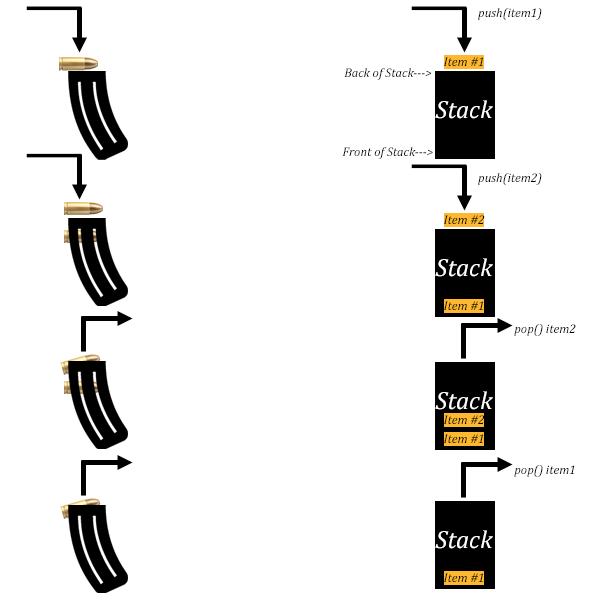 push(item1)
Item #1
Back of Stack--->
Stack
Front of Stack--->
push(item2)
Item #2
Stack
Item #1
pop() item2
Stack
Item #2
Item #1
pop() item1
Stack
Item #1